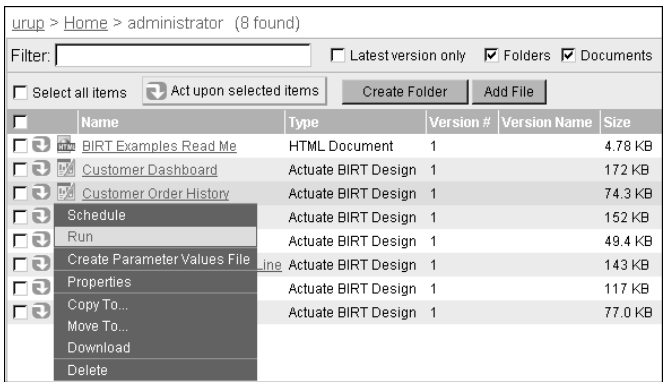 urup > Home > administrator (8 found)
Filter: Latest version only Folders Documents
Select all items Act upon selected items Create Folder Add File
Name Type Version # Version Name Size
BIRT Examples Read Me HTML Document 1 4.78 KB
Customer Dashboard Actuate BIRT Design 1 172 KB
Customer Order History Actuate BIRT Design 1 74.3 KB
Schedule Actuate BIRT Design 1 152 KB
Run Actuate BIRT Design 1 49.4 KB
Create Parameter Values File Line Actuate BIRT Design 1 143 KB
Properties Actuate BIRT Design 1 117 KB
Copy To... Actuate BIRT Design 1 77.0 KB
Move To...
Download
Delete